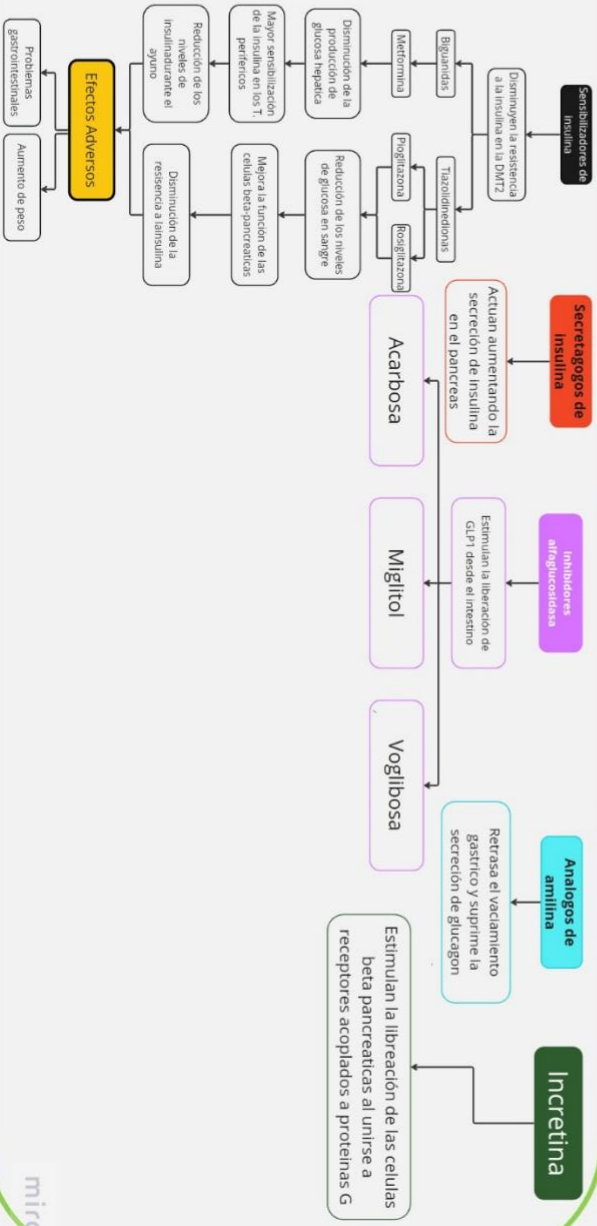 Sensibilizadores de
insulina
Disminuyen la resistencia
a la insulina en la DMT2
Biguanidas
Tiazolidinedionas
Metformina
Pioglitazona
Rosiglitazona
Disminución de la
producción de
glucosa hepatica
Reducción de los niveles
de glucosa en sangre
Mayor sensibilización
de la insulina en los T.
perifericos
Mejora la función de las
celulas beta-pancreaticas
Reducción de los
niveles de
insulinadurante el
ayuno
Disminución de la
resisencia a lainsulina
Efectos Adversos
Problemas
gastrointestinales
Aumento de peso
Secretagogos de
insulina
Actuan aumentando la
secreción de insulina
en el pancreas
Inhibidores
alfaglucosidasa
Estimulan la liberación de
GLP1 desde el intestino
Acarbosa
Miglitol
Voglibosa
Analogos de
amilina
Retrasa el vaciamiento
gastrico y suprime la
secreción de glucagon
Incretina
Estimulan la libreación de las celulas
beta pancreaticas al unirse a
receptores acoplados a proteinas G